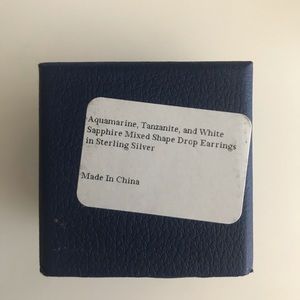 Aquamarine, Tanzanite, and White
Sapphire Mixed Shape Drop Earrings
in Sterling Silver
Made In China